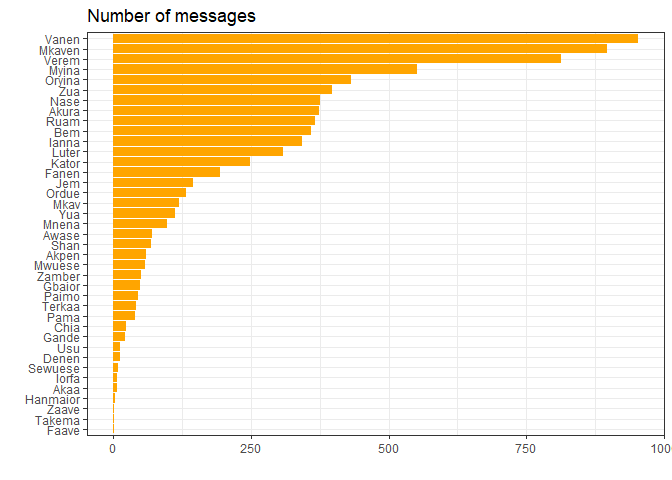 Number of messages
Vanen
Mkaven
Verem
Myina
Oryina
Zua
Nase
Akura
Ruam
Bem
Ianna
Luter
Kator
Fanen
Jem
Ordue
Mkav
Yua
Mnena
Awase
Shan
Akpen
Mwuese
Zamber
Gbaior
Paimo
Terkaa
Pama
Chia
Gande
Usu
Denen
Sewuese
Iorfa
Akaa
Hanmaior
Zaave
Takema
Faave
0 250 500 750 100